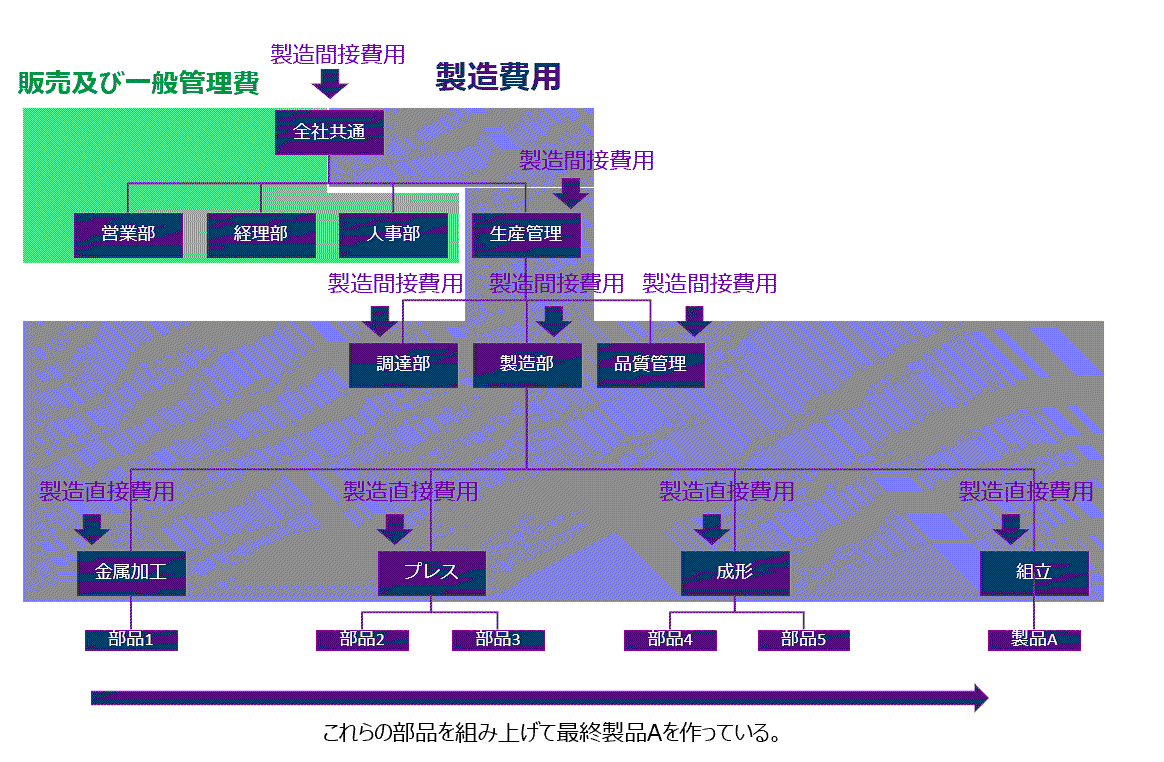 製造間接費用
販売及び一般管理費
製造費用
全社共通
製造間接費用
営業部
経理部
人事部
生産管理
製造間接費用
製造間接費用
製造間接費用
調達部
製造部
品質管理
製造直接費用
製造直接費用
製造直接費用
製造直接費用
金属加工
プレス
成形
組立
部品1
部品2
部品3
部品4
部品5
製品A
これらの部品を組み上げて最終製品Aを作っている。